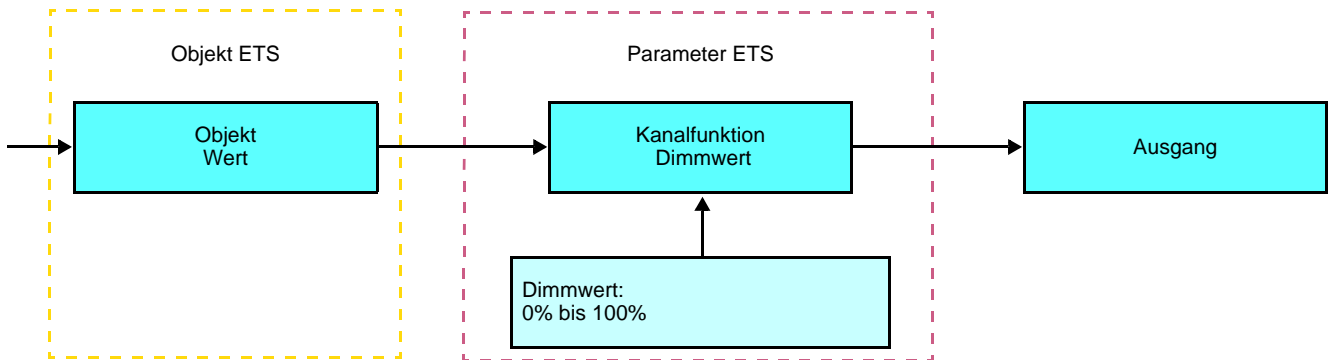 Objekt ETS
Parameter ETS
Objekt
Wert
Kanalfunktion
Dimmwert
Ausgang
Dimmwert:
0% bis 100%